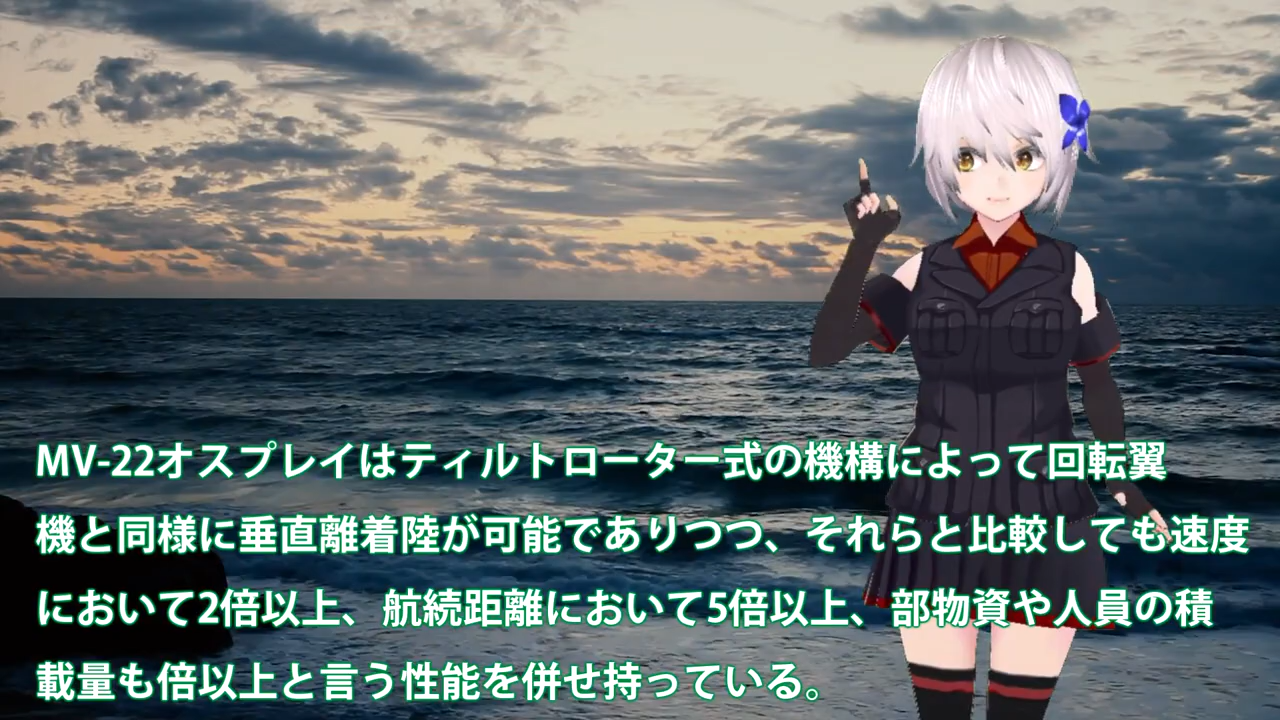 MV-22オスプレイはティルトローター式の機構によって回転翼
機と同様に垂直離着陸が可能でありつつ、それらと比較しても速度
において2倍以上、航続距離において5倍以上、部物資や人員の積
載量も倍以上と言う性能を併せ持っている。